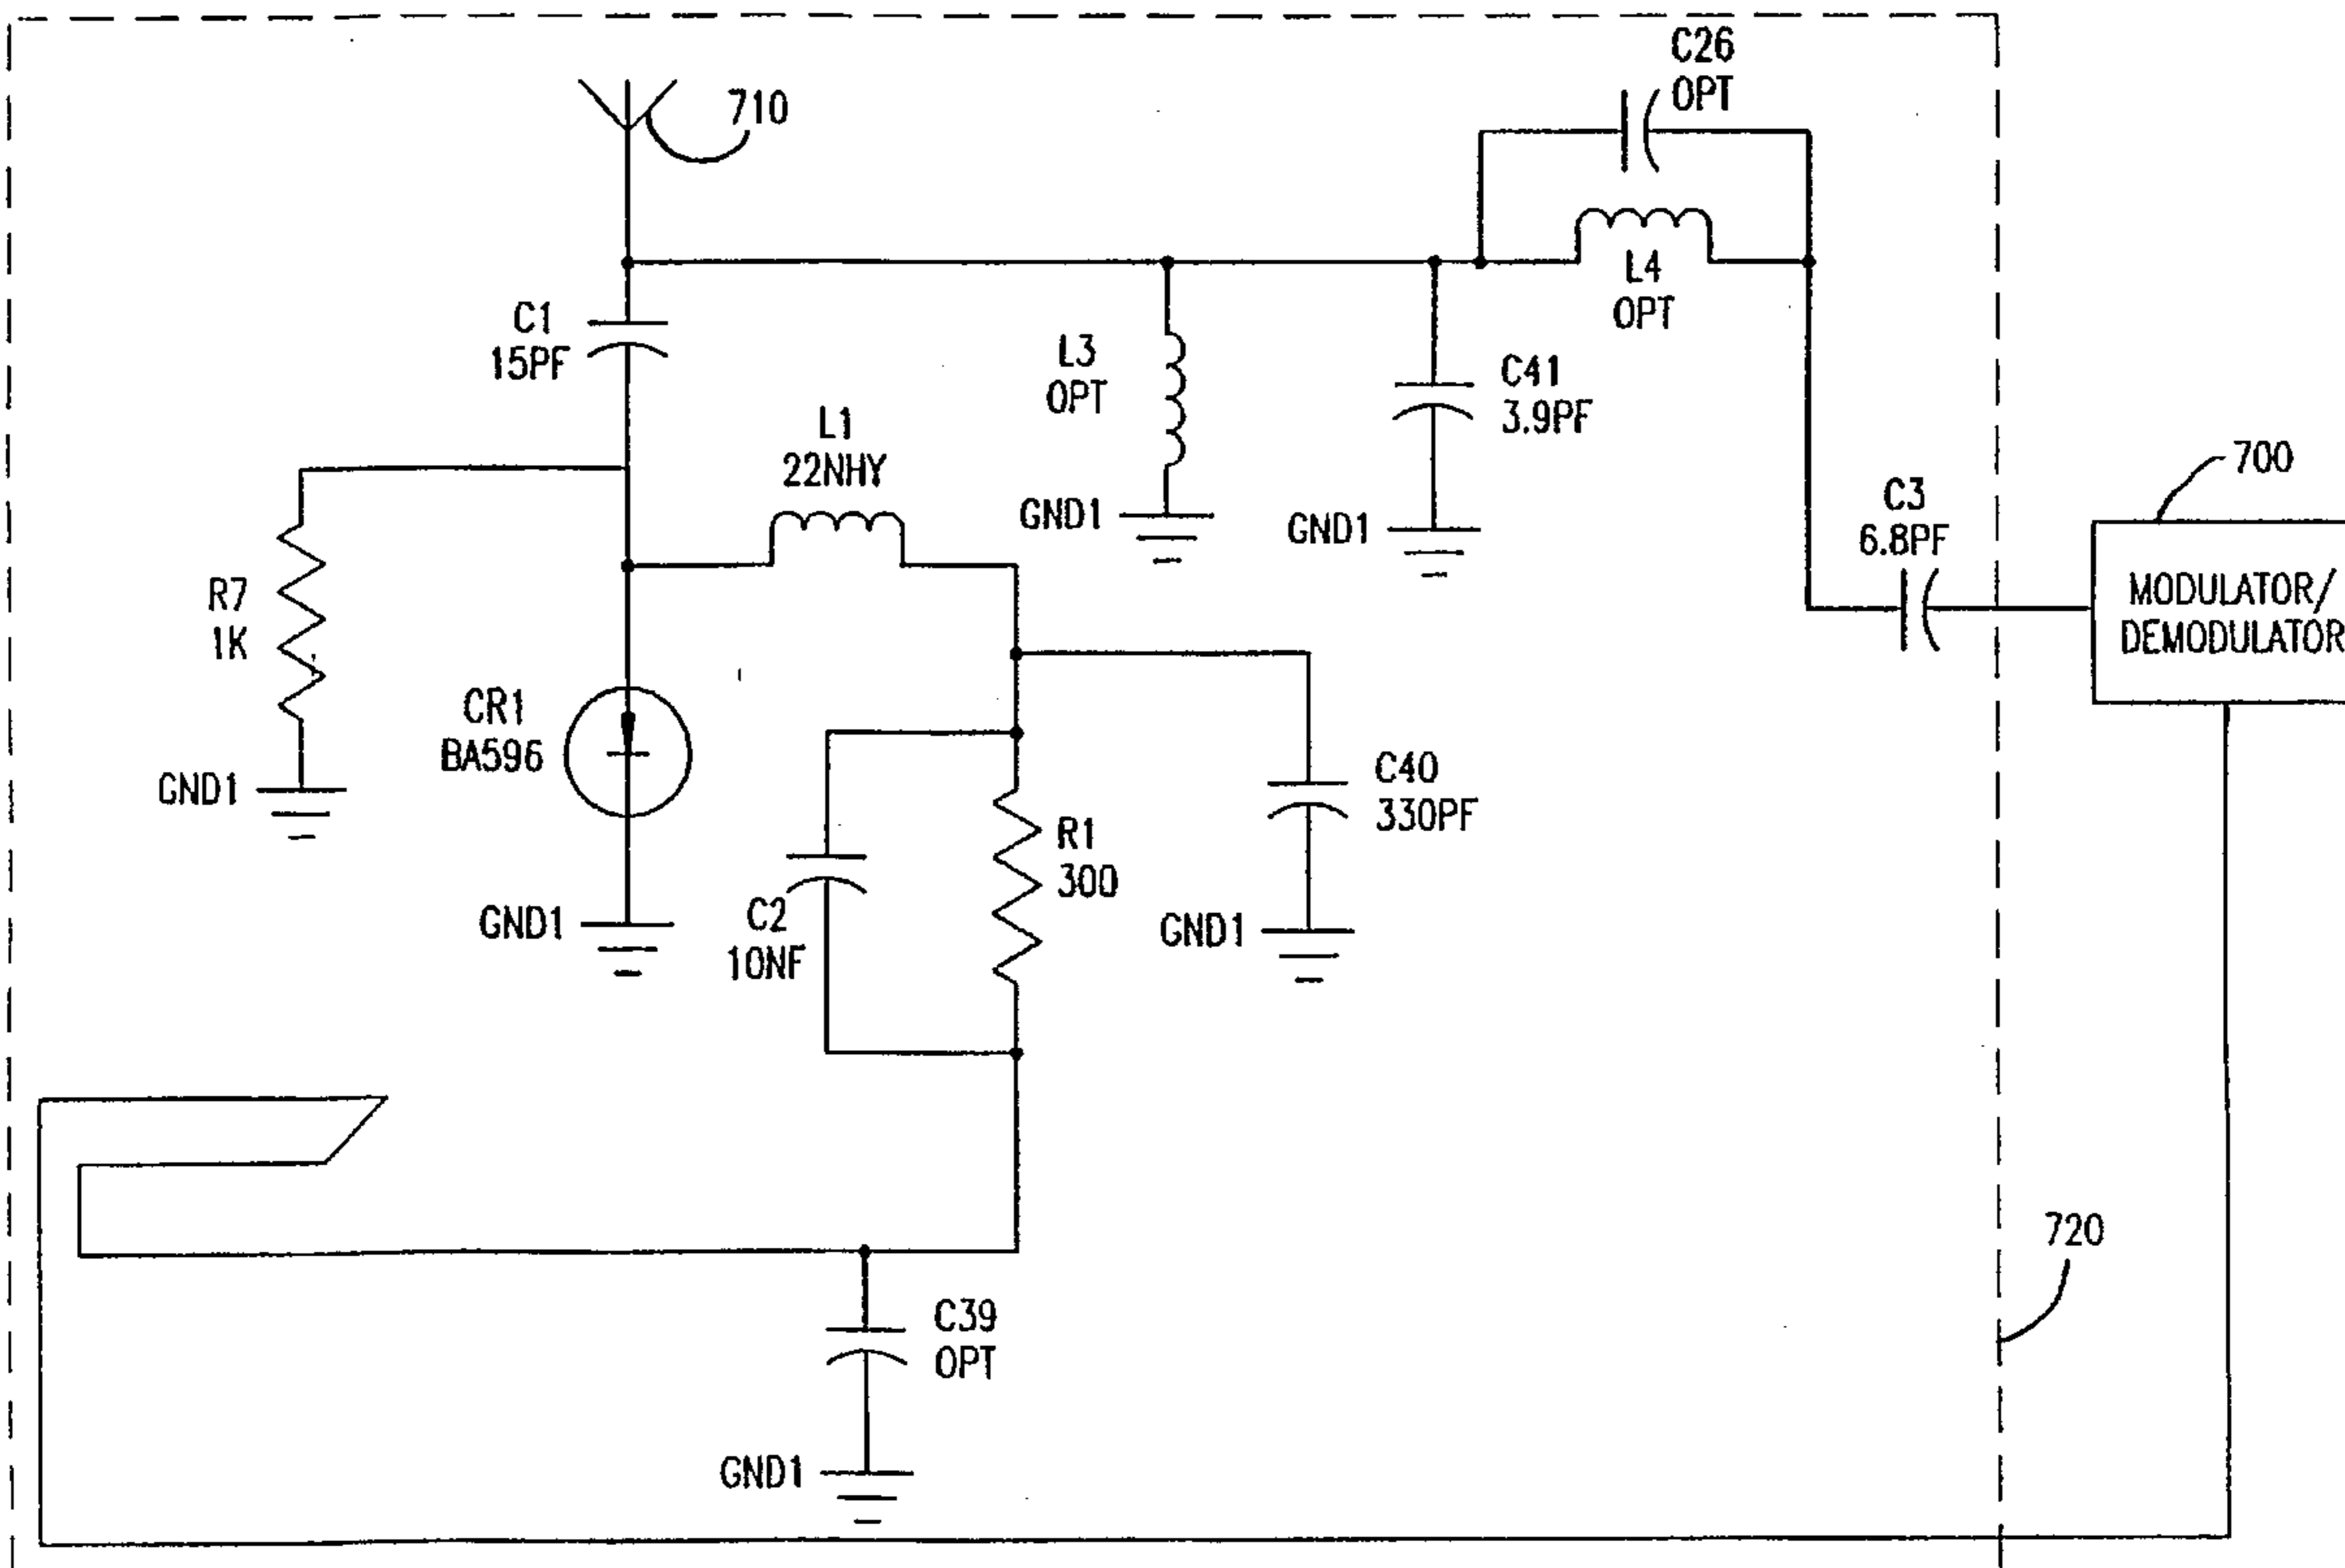 C26
OPT
710
L4
OPT
C1
15PF
L3
OPT
C41
3.9PF
L1
22NHY
700
C3
6.8PF
GND1
GND1
MODULATOR/
DEMODULATOR
R7
1K
CR1
BA596
C40
330PF
GND1
R1
300
C2
10NF
GND1
GND1
720
C39
OPT
GND1